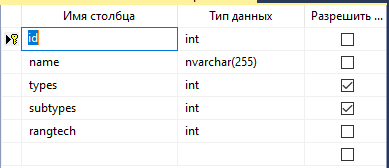 Имя столбца Тип данных Разрешить ...
id int
name nvarchar(255)
types int
subtypes int
rangtech int